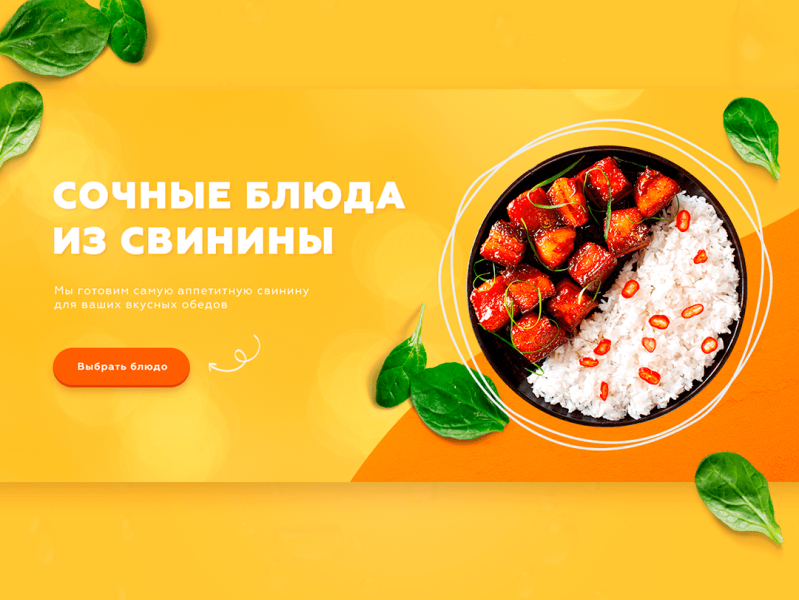 СОЧНЫЕ БЛЮДА
ИЗ СВИНИНЫ
Мы готовим самую аппетитную свинину
для ваших вкусных обедов
Выбрать блюдо